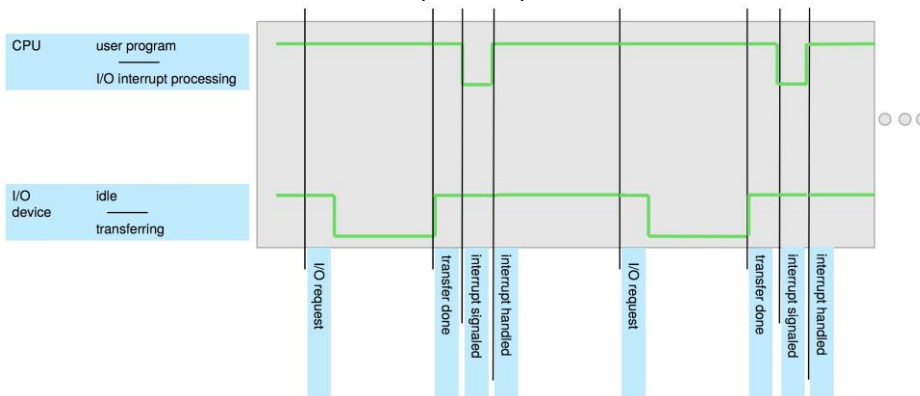 CPU
user program
I/O interrupt processing
I/O
device
idle
transferring
I/O request
transfer done
interrupt signaled
interrupt handled
I/O request
transfer done
interrupt signaled
interrupt handled